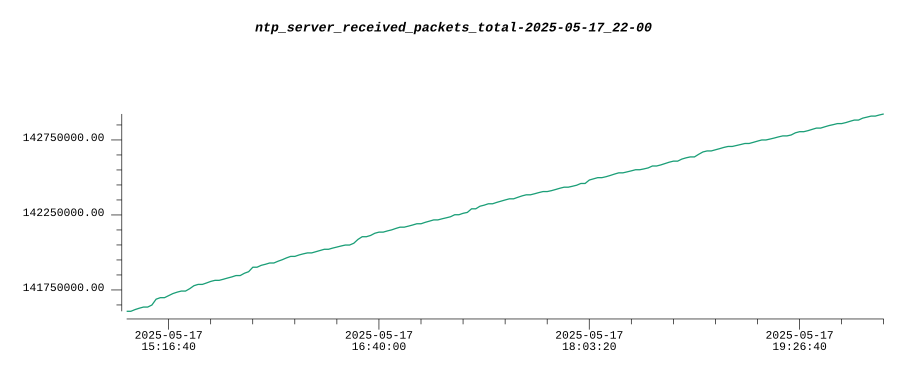 ntp_server_received_packets_total-2025-05-17_22-00
142750000.00
142250000.00
141750000.00
2025-05-17 2025-05-17 2025-05-17 2025-05-17
15:16:40 16:40:00 18:03:20 19:26:40